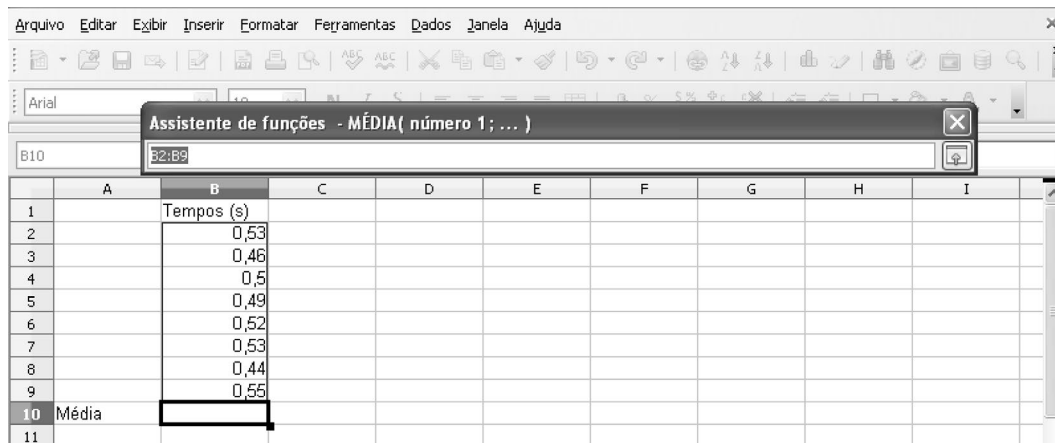 Arquivo Editar Exibir Inserir Formatar Ferramentas Dados Janela Ajuda
Arial
Assistente de funções - MÉDIA( número 1; ... )
B10 B2:B9
A B C D E F G H I
1 Tempos (s)
2 0,53
3 0,46
4 0,5
5 0,49
6 0,52
7 0,53
8 0,44
9 0,55
10 Média
11